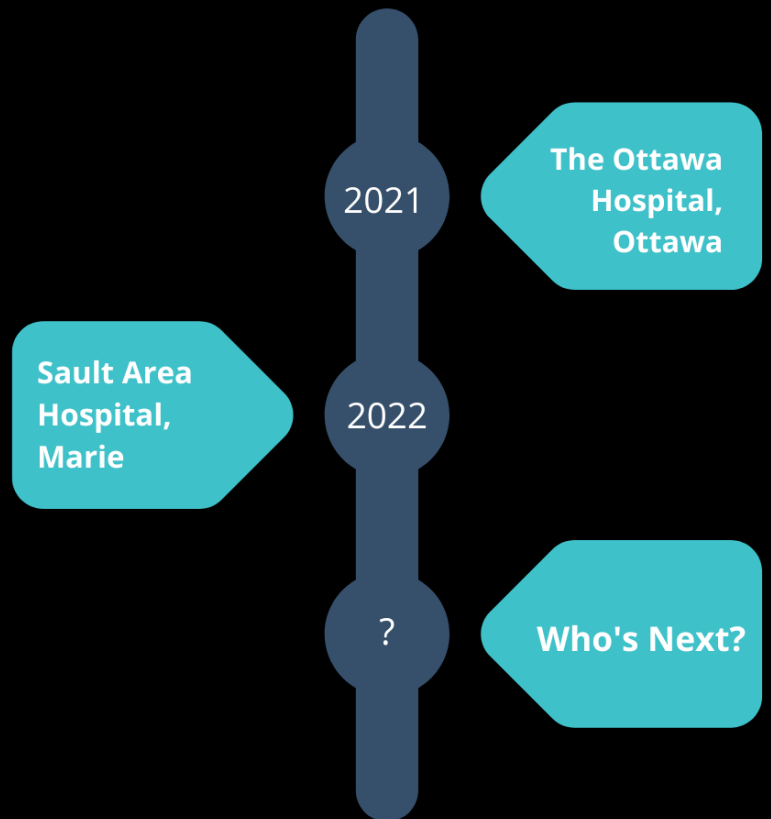 2021
The Ottawa
Hospital,
Ottawa
Sault Area
Hospital,
Marie
2022
?
Who's Next?